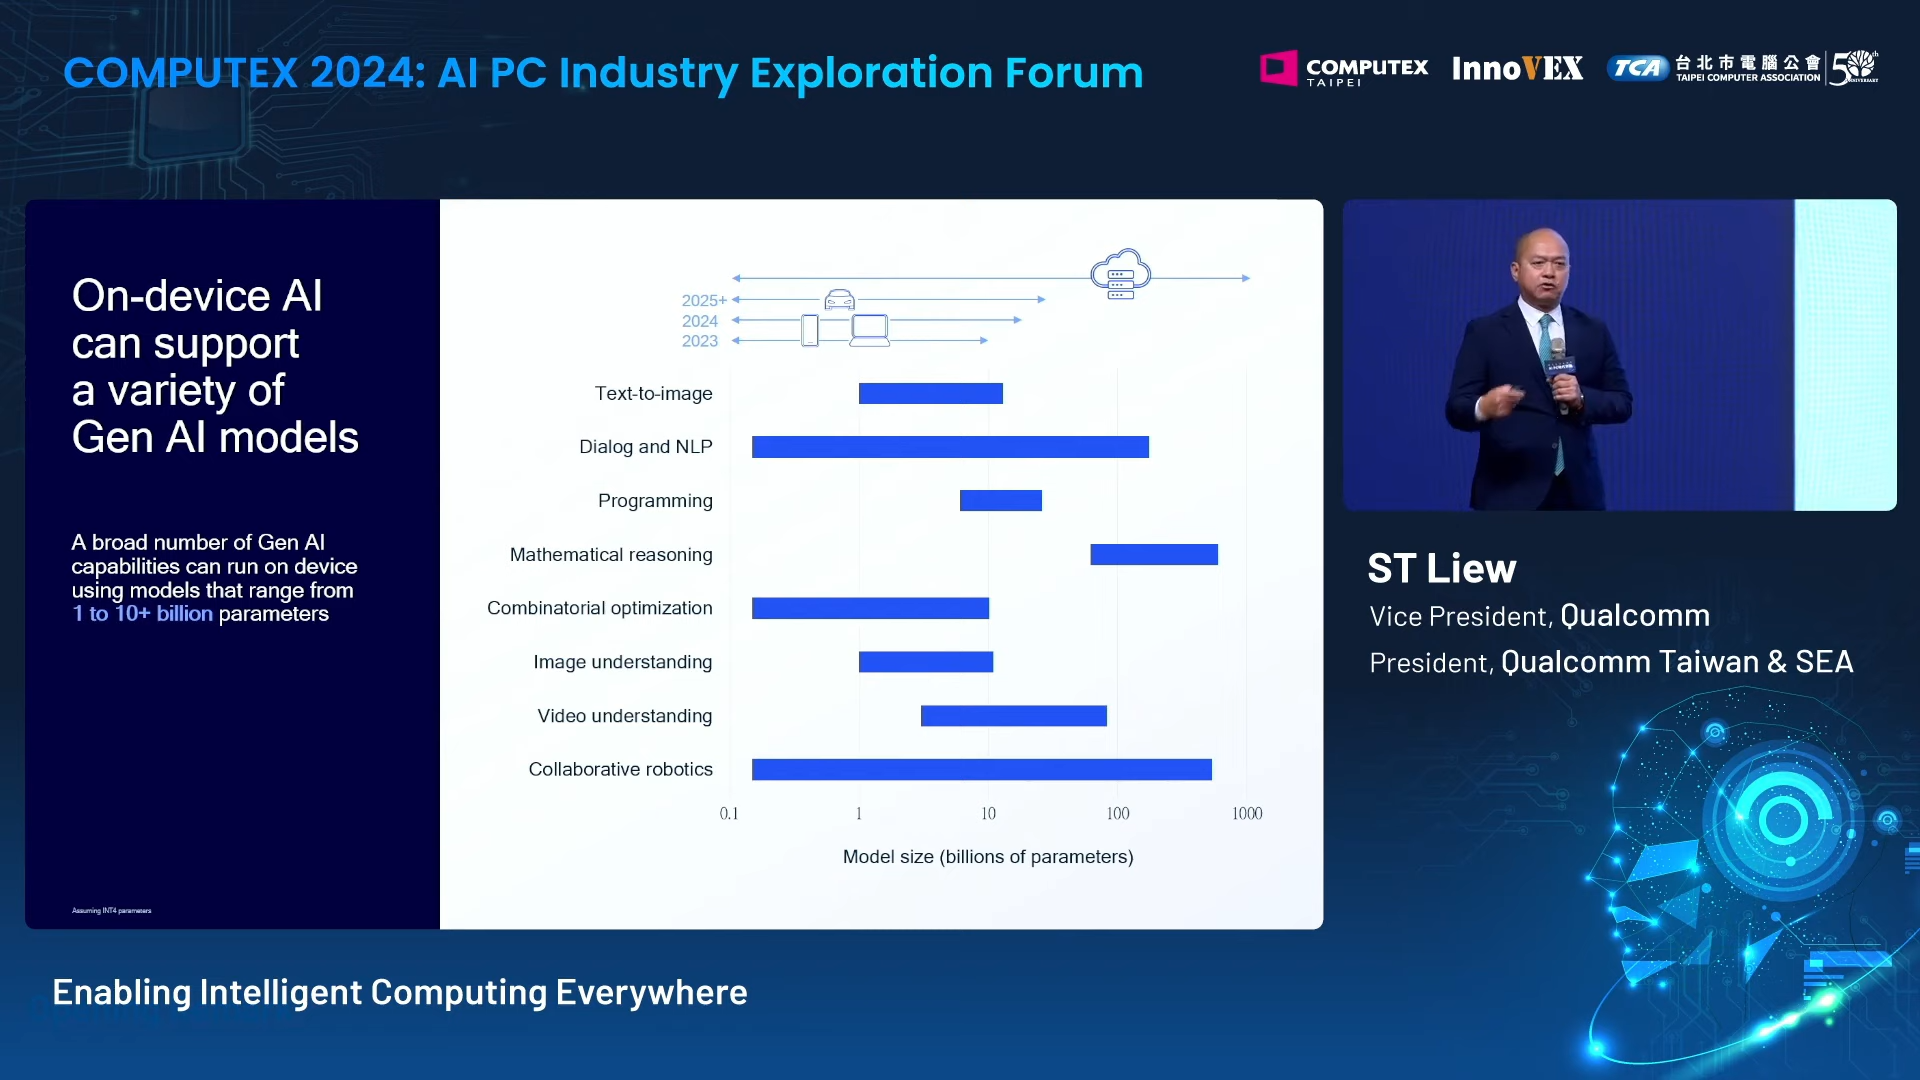 COMPUTEX 2024: AI PC Industry Exploration Forum
COMPUTEX
TAIPEI
InnoVEX
TCA
台北市電腦公會
TAIPEI COMPUTER ASSOCIATION
50th
ANNIVERSARY
On-device AI
can support
a variety of
Gen AI models
A broad number of Gen AI
capabilities can run on device
using models that range from
1 to 10+ billion parameters
Assuming INT4 parameters
2025+
2024
2023
Text-to-image
Dialog and NLP
Programming
Mathematical reasoning
Combinatorial optimization
Image understanding
Video understanding
Collaborative robotics
0.1 1 10 100 1000
Model size (billions of parameters)
ST Liew
Vice President, Qualcomm
President, Qualcomm Taiwan & SEA
Enabling Intelligent Computing Everywhere